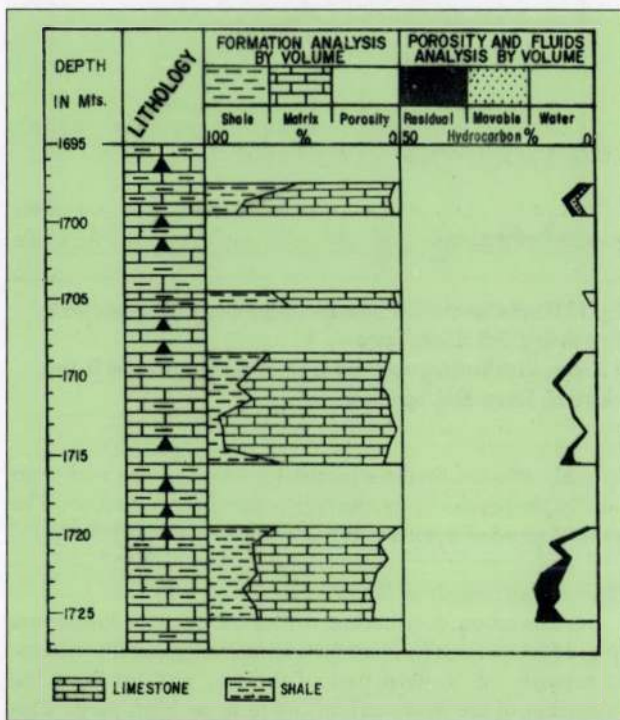 DEPTH
IN Mts.
LITHOLOGY
FORMATION ANALYSIS
BY VOLUME
POROSITY AND FLUIDS
ANALYSIS BY VOLUME
Shale Matrix Porosity
100 % 0
Residual Movable Water
Hydrocarbon %
50 0
1695
1700
1705
1710
1715
1720
1725
LIMESTONE SHALE